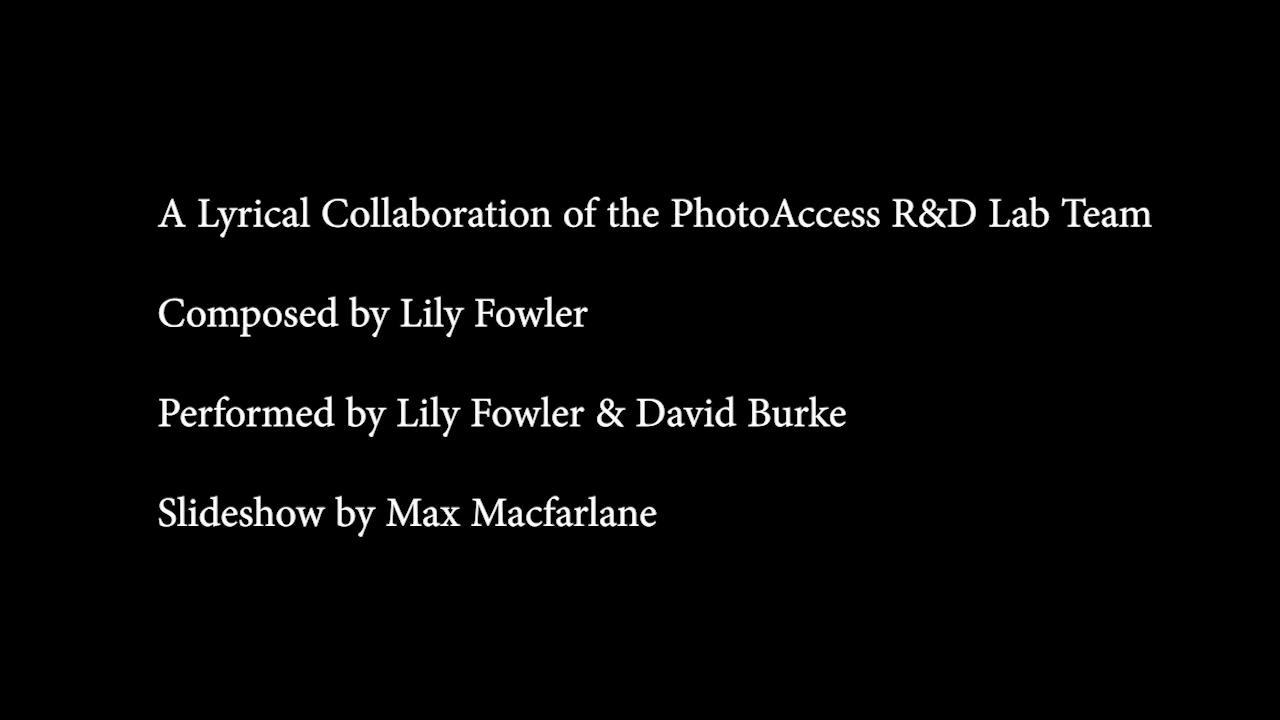 A Lyrical Collaboration of the PhotoAccess R&D Lab Team
Composed by Lily Fowler
Performed by Lily Fowler & David Burke
Slideshow by Max Macfarlane